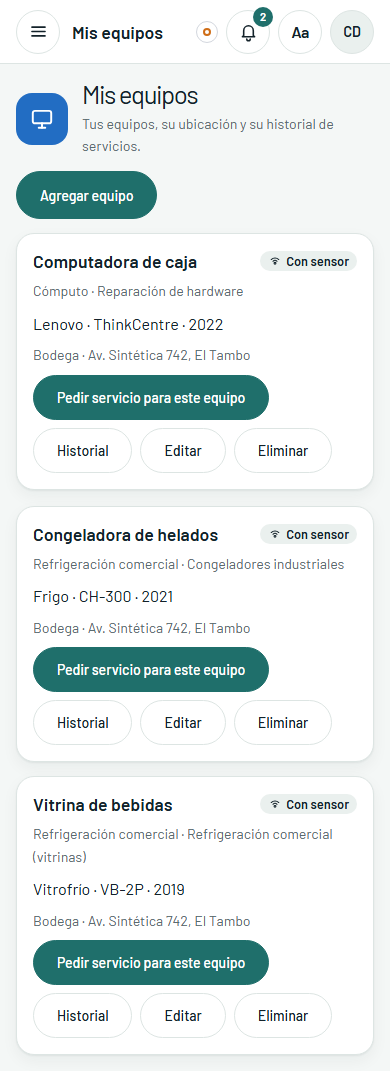 Mis equipos
2
Aa
CD
Mis equipos
Tus equipos, su ubicación y su historial de
servicios.
Agregar equipo
Computadora de caja
Con sensor
Cómputo · Reparación de hardware
Lenovo · ThinkCentre · 2022
Bodega · Av. Sintética 742, El Tambo
Pedir servicio para este equipo
Historial
Editar
Eliminar
Congeladora de helados
Con sensor
Refrigeración comercial · Congeladores industriales
Frigo · CH-300 · 2021
Bodega · Av. Sintética 742, El Tambo
Pedir servicio para este equipo
Historial
Editar
Eliminar
Vitrina de bebidas
Con sensor
Refrigeración comercial · Refrigeración comercial
(vitrinas)
Vitrofrío · VB-2P · 2019
Bodega · Av. Sintética 742, El Tambo
Pedir servicio para este equipo
Historial
Editar
Eliminar